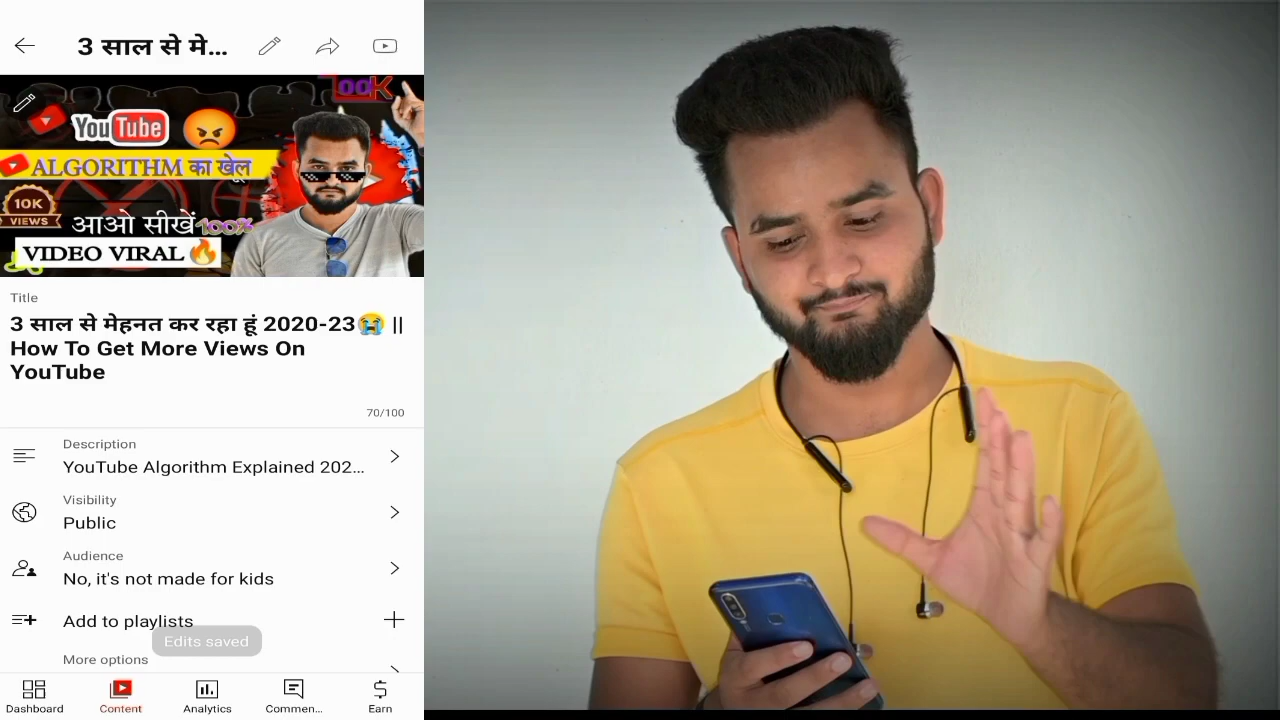 3 साल से मे...
LooK
YouTube
ALGORITHM का खेल
10K
VIEWS
आओ सीखें 100%
VIDEO VIRAL
Title
3 साल से मेहनत कर रहा हूं 2020-23😭 ||
How To Get More Views On
YouTube
70/100
Description
YouTube Algorithm Explained 202...
Visibility
Public
Audience
No, it's not made for kids
Add to playlists
Edits saved
More options
Dashboard
Content
Analytics
Commen...
Earn